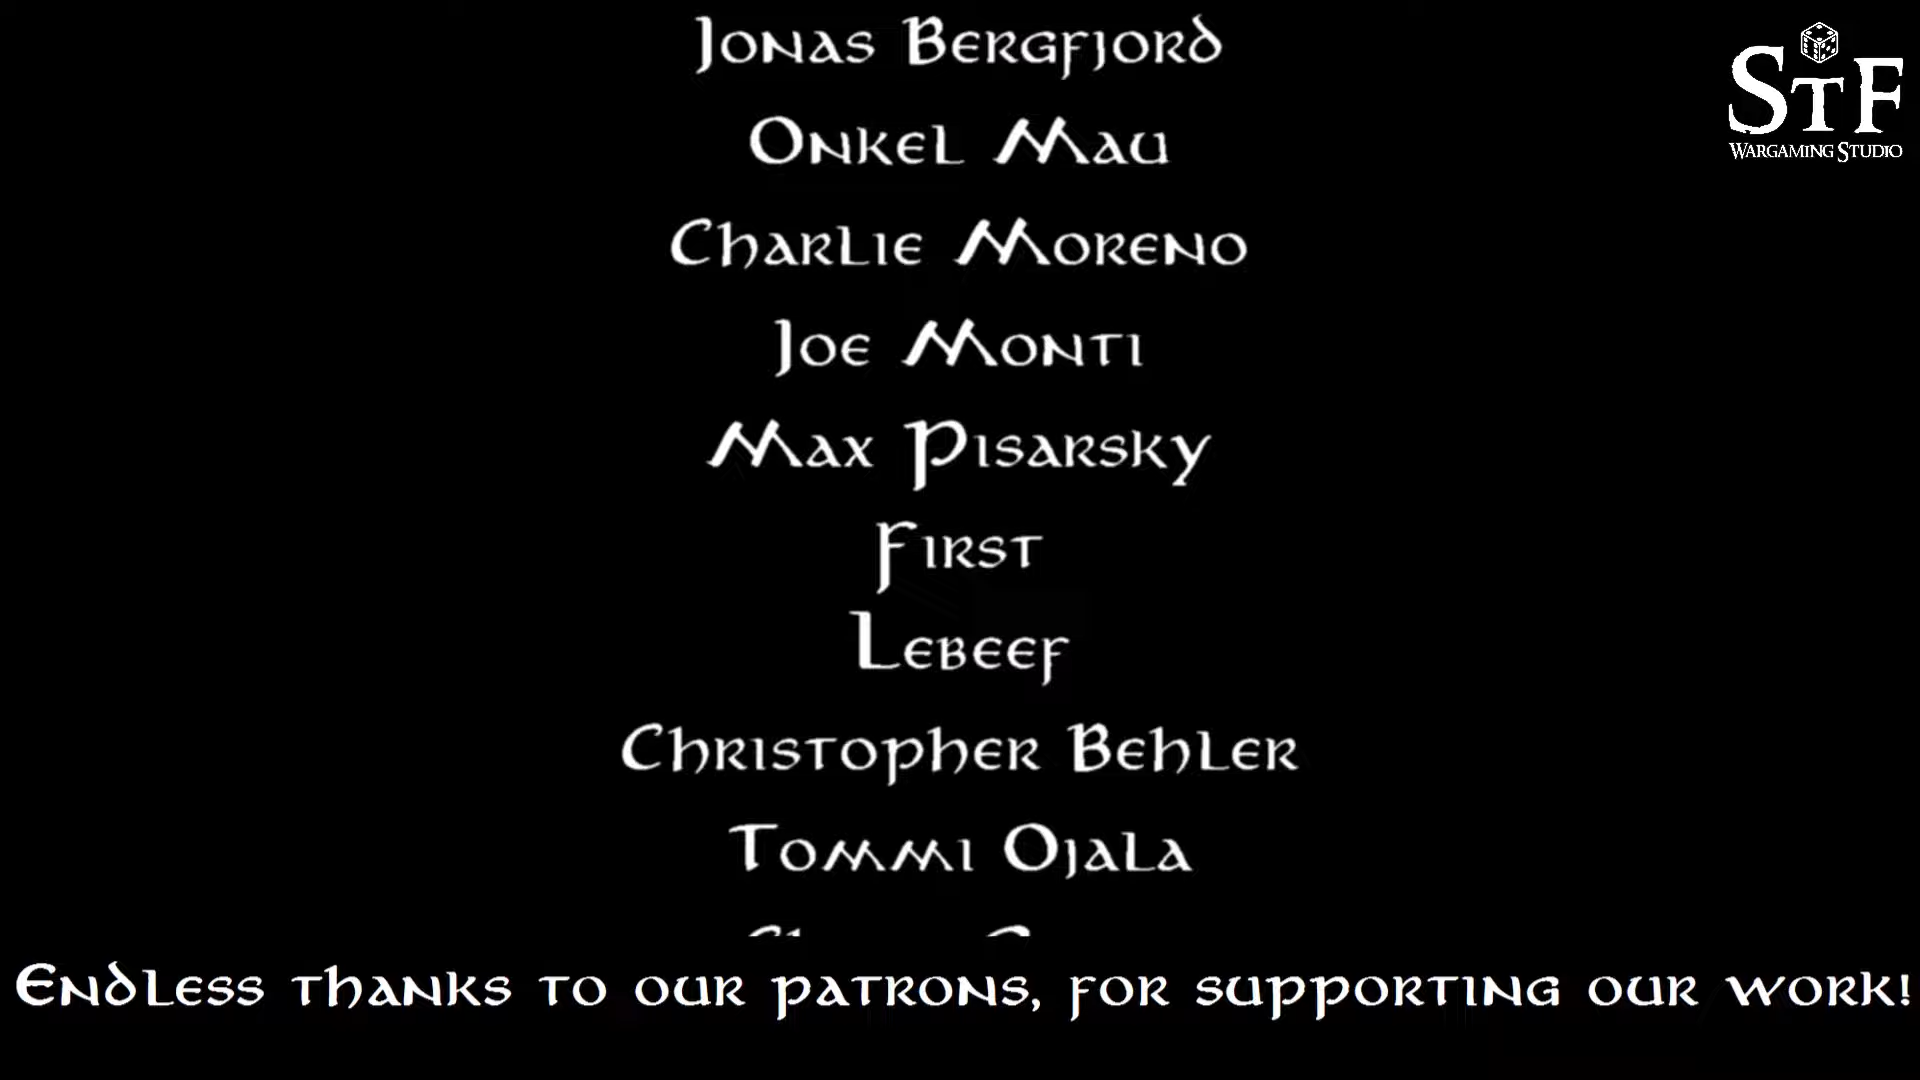 Jonas Bergfjord
Onkel Mau
Charlie Moreno
Joe Monti
Max Pisarsky
First
Lebeef
Christopher Behler
Tommi Ojala
Endless thanks to our patrons, for supporting our work!
StF
Wargaming Studio